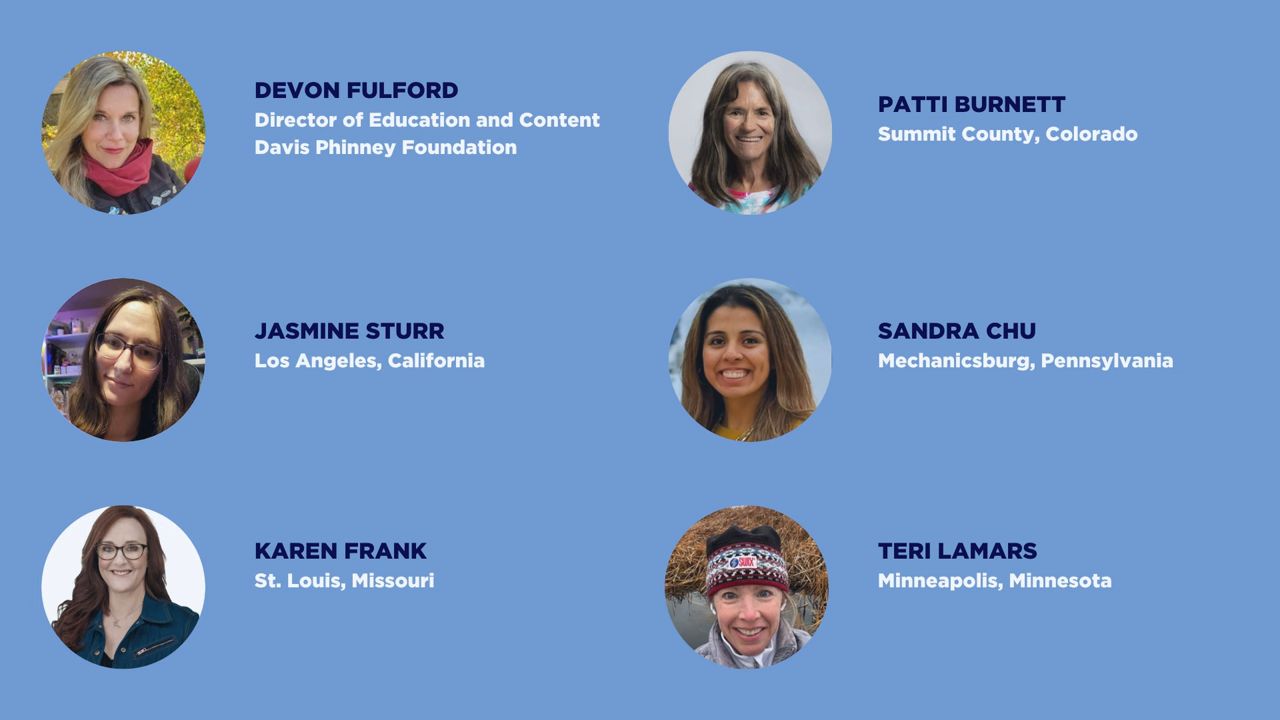 DEVON FULFORD
Director of Education and Content
Davis Phinney Foundation
PATTI BURNETT
Summit County, Colorado
JASMINE STURR
Los Angeles, California
SANDRA CHU
Mechanicsburg, Pennsylvania
KAREN FRANK
St. Louis, Missouri
TERI LAMARS
Minneapolis, Minnesota